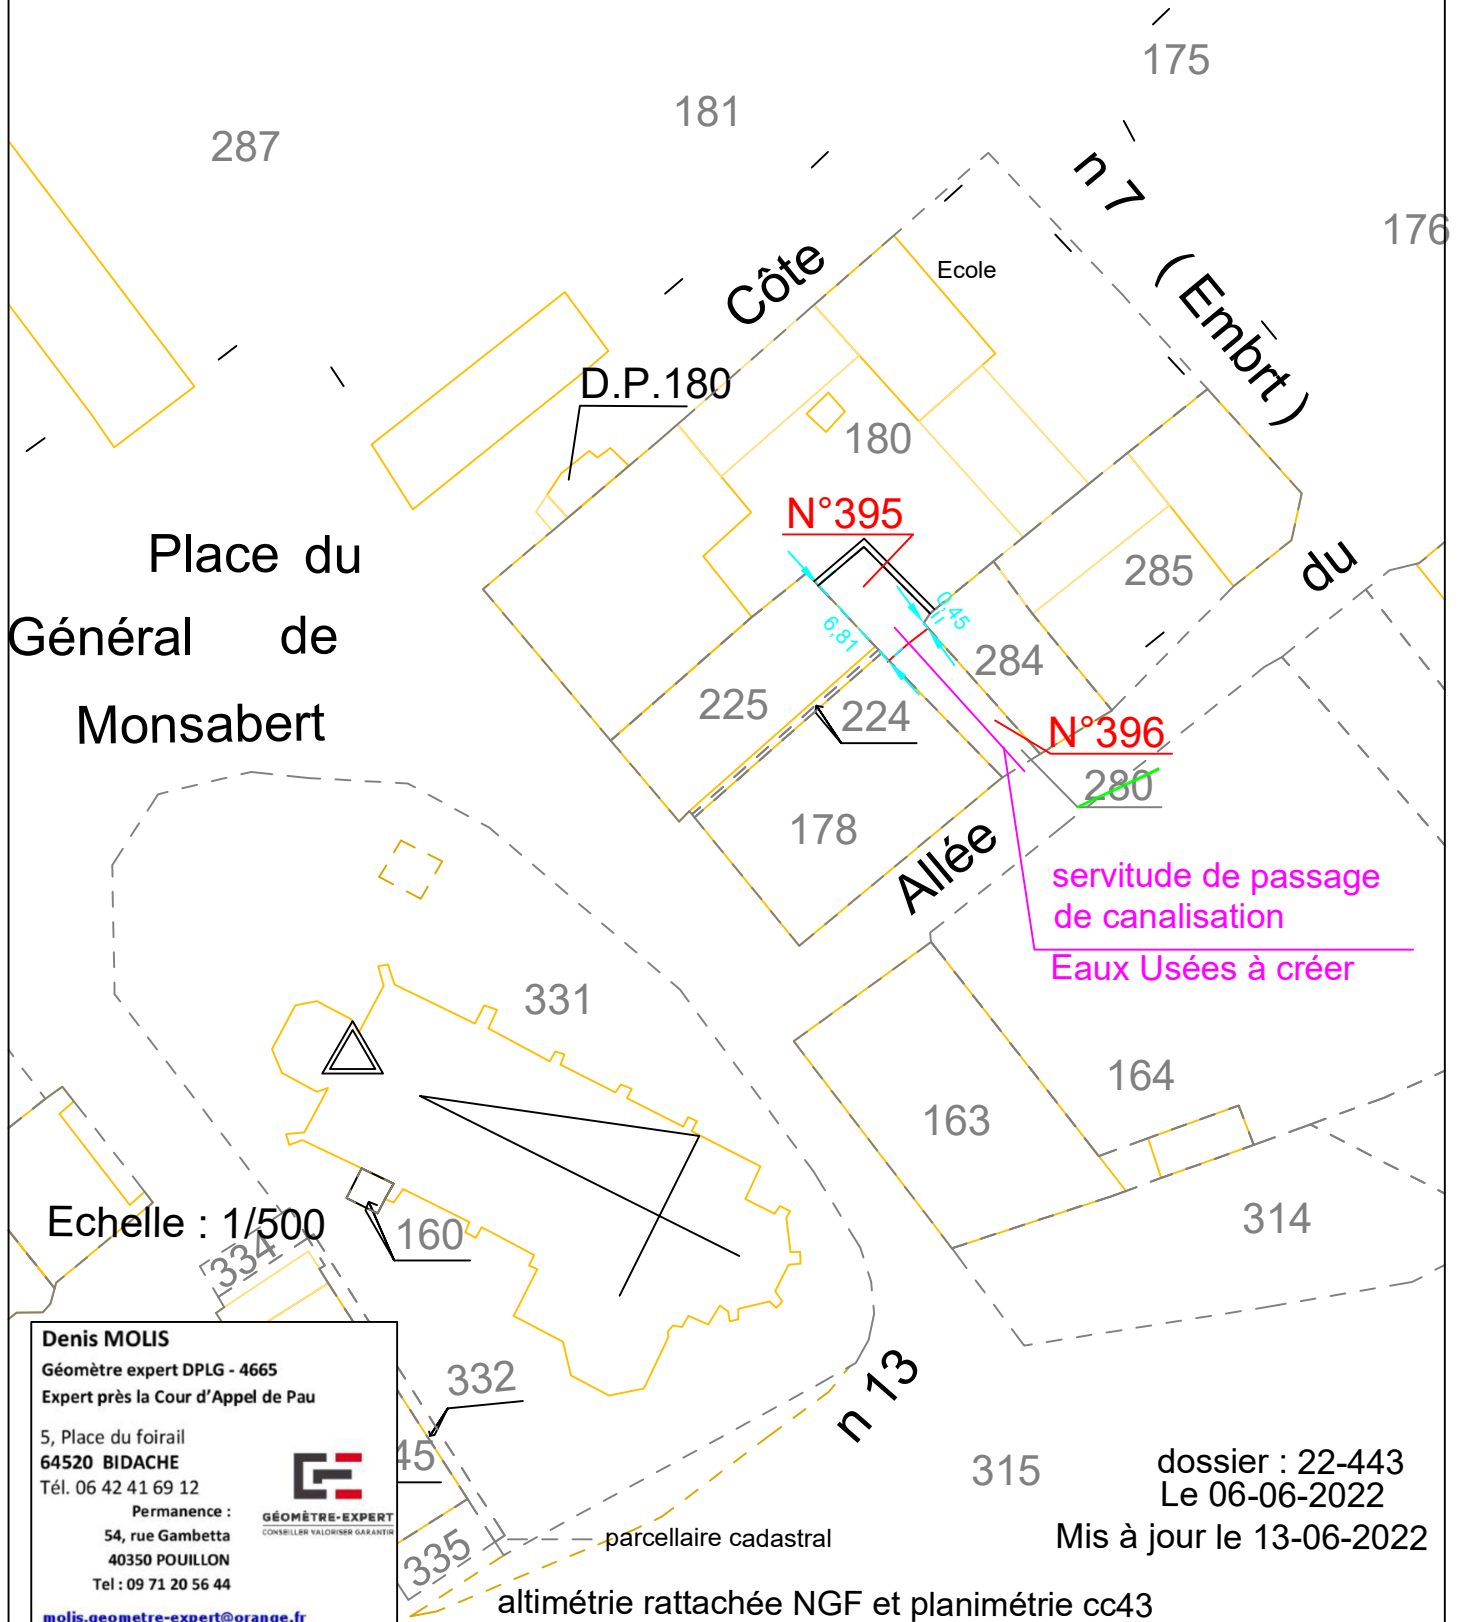 175
181
287
n 7
176
( Embrt )
Côte
Ecole
D.P.180
180
N°395
Place du
285
du
Général de
0,45
6,81
284
225
224
Monsabert
N°396
280
178
Allée
servitude de passage
de canalisation
Eaux Usées à créer
331
164
163
Echelle : 1/500
160
314
334
Denis MOLIS
Géomètre expert DPLG - 4665
Expert près la Cour d'Appel de Pau
5, Place du foirail
64520 BIDACHE
Tél. 06 42 41 69 12
Permanence :
54, rue Gambetta
40350 POUILLON
Tel : 09 71 20 56 44
molis.geometre-expert@orange.fr
GÉOMÈTRE-EXPERT
CONSEILLER VALORISER GARANTIR
332
n 13
45
315
dossier : 22-443
Le 06-06-2022
Mis à jour le 13-06-2022
335
parcellaire cadastral
altimétrie rattachée NGF et planimétrie cc43